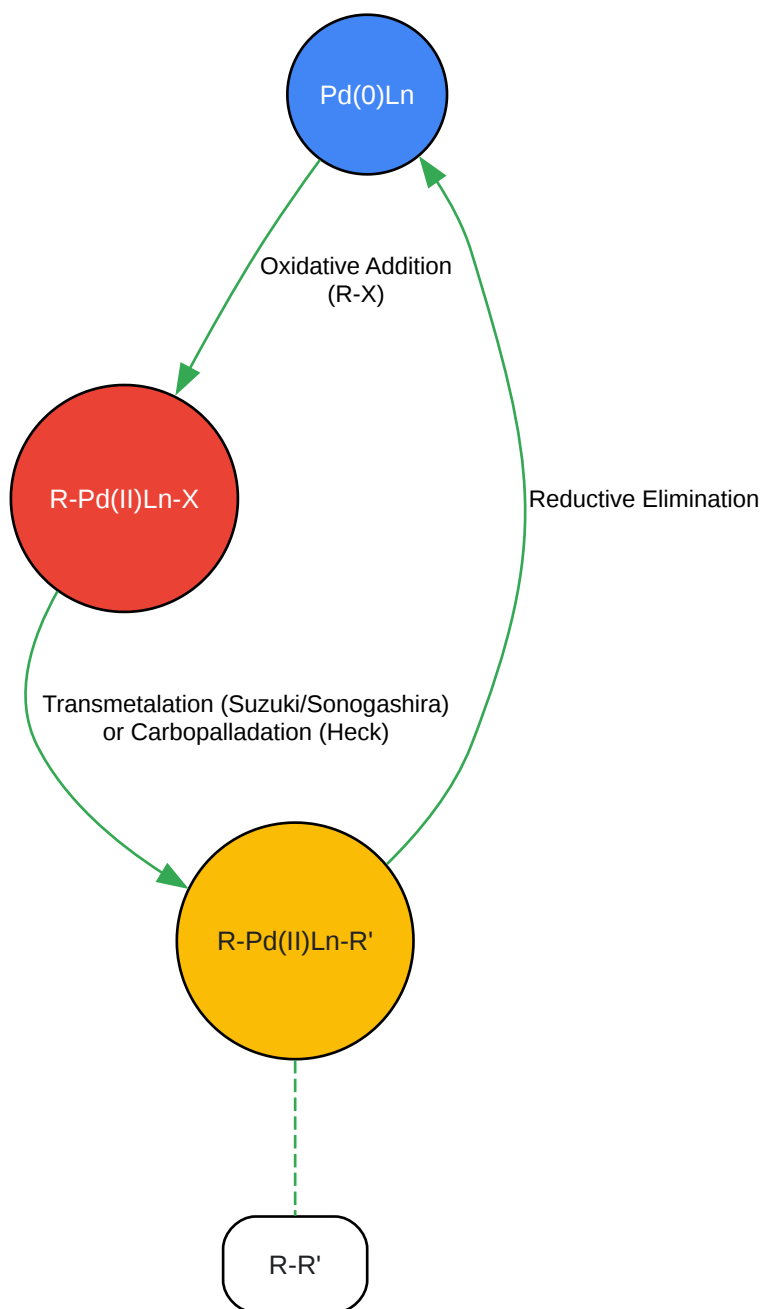 Pd(0)Ln
Oxidative Addition
(R-X)
R-Pd(II)Ln-X
Reductive Elimination
Transmetalation (Suzuki/Sonogashira)
or Carbopalladation (Heck)
R-Pd(II)Ln-R'
R-R'